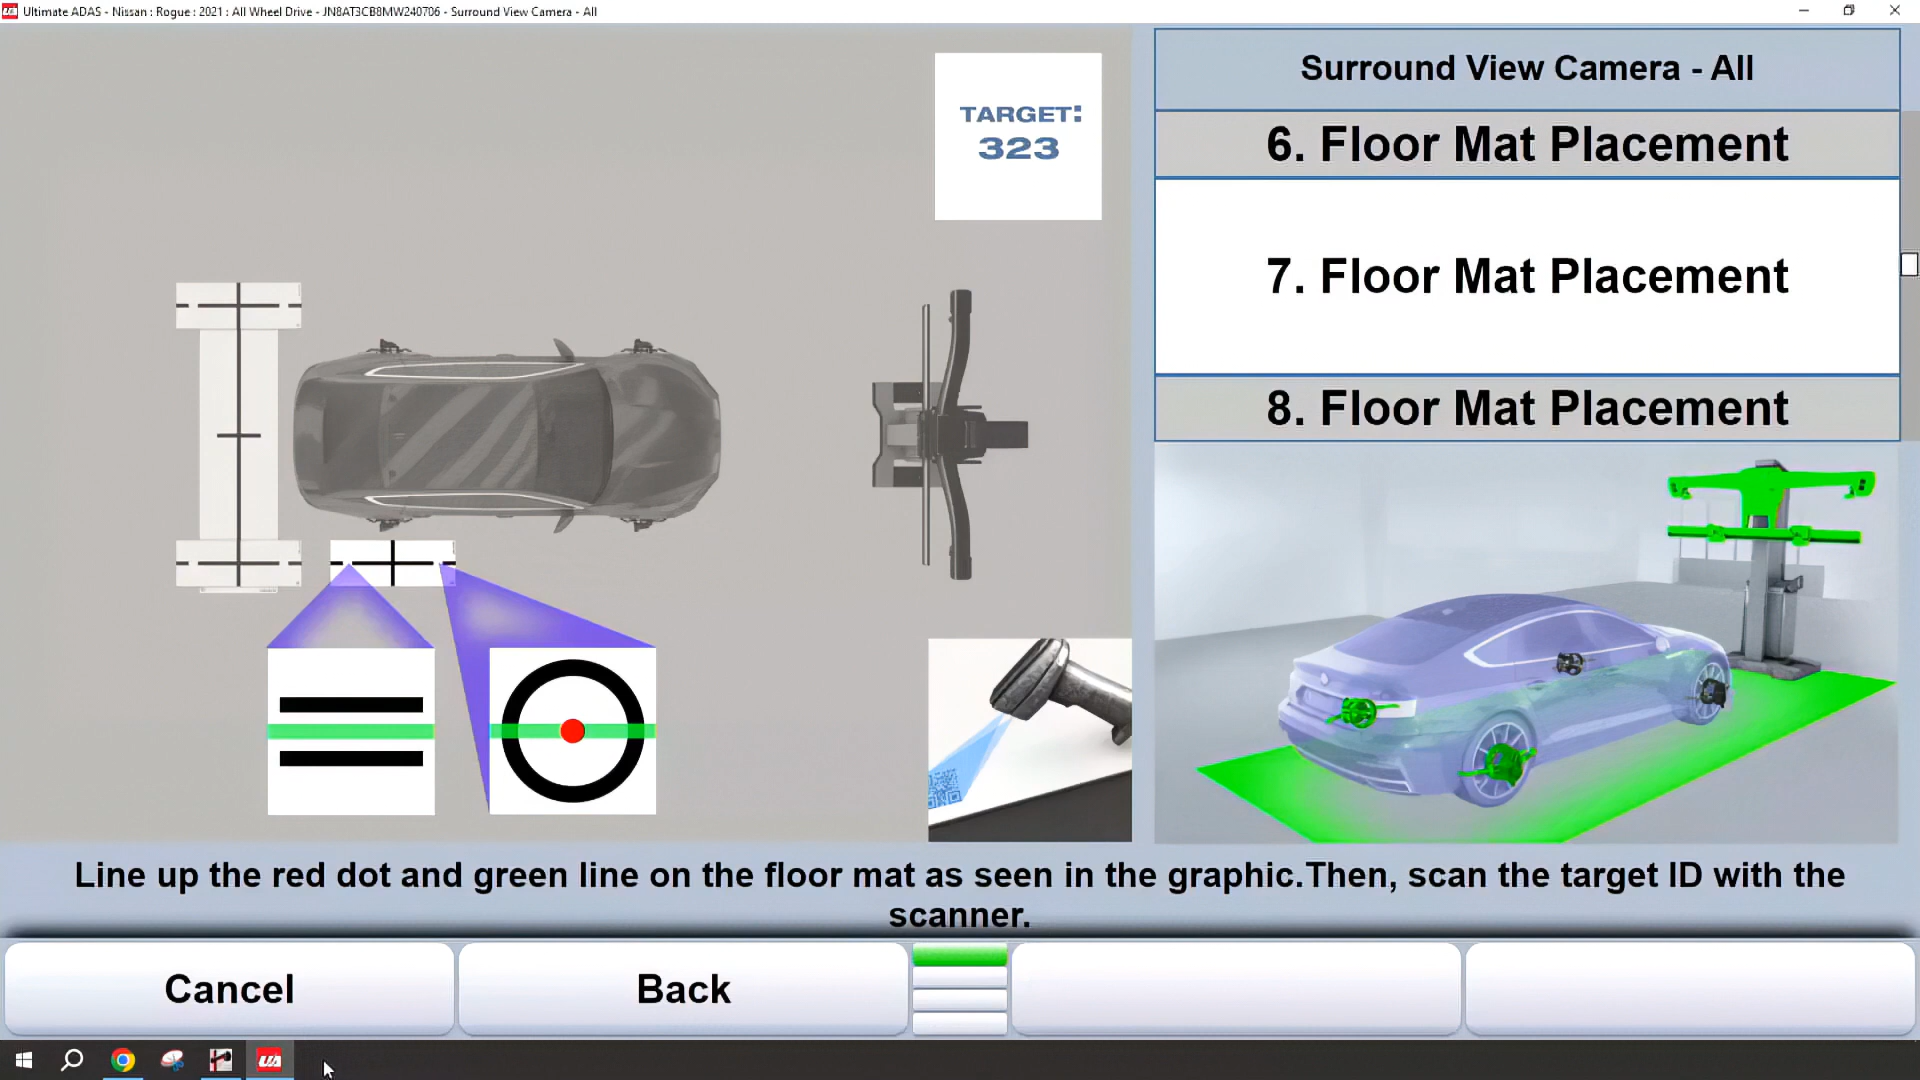 Ultimate ADAS - Nissan : Rogue : 2021 : All Wheel Drive - JN8AT3CB8MW240706 - Surround View Camera - All
TARGET:
323
Surround View Camera - All
6. Floor Mat Placement
7. Floor Mat Placement
8. Floor Mat Placement
Line up the red dot and green line on the floor mat as seen in the graphic.Then, scan the target ID with the
scanner.
Cancel
Back
UA